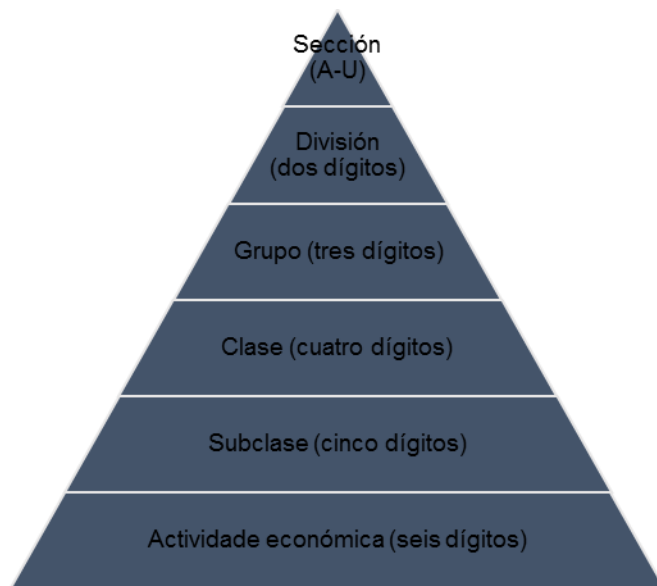 Sección
(A-U)
División
(dos dígitos)
Grupo (tres dígitos)
Clase (cuatro dígitos)
Subclase (cinco dígitos)
Actividade económica (seis dígitos)